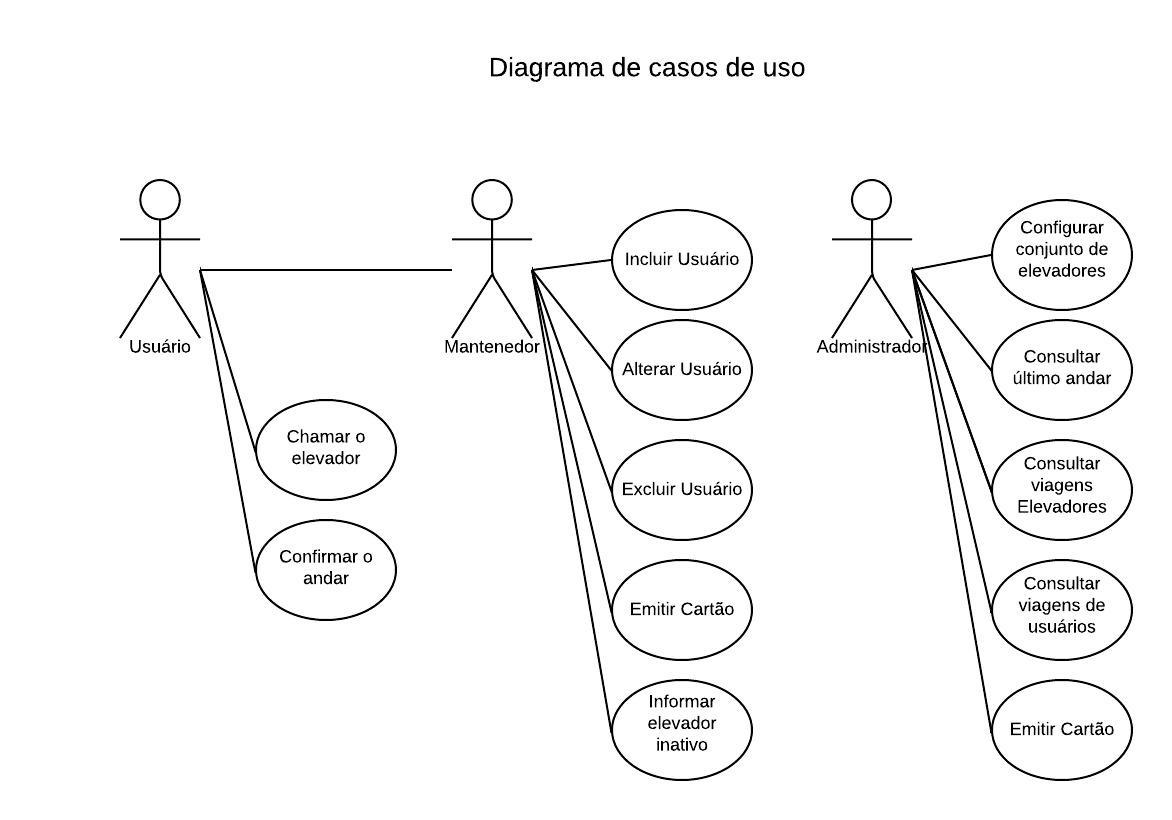 Diagrama de casos de uso
Usuário
Chamar o
elevador
Confirmar o
andar
Mantenedor
Incluir Usuário
Alterar Usuário
Excluir Usuário
Emitir Cartão
Informar
elevador
inativo
Administrador
Configurar
conjunto de
elevadores
Consultar
último andar
Consultar
viagens
Elevadores
Consultar
viagens de
usuários
Emitir Cartão